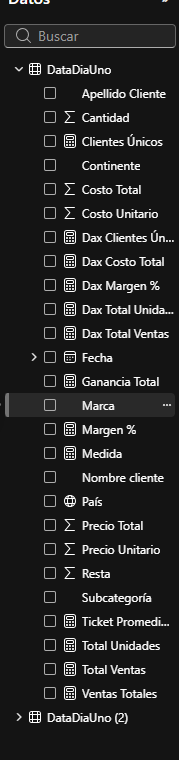 Datos
Buscar
DataDiaUno
Apellido Cliente
Cantidad
Clientes Únicos
Continente
Costo Total
Costo Unitario
Dax Clientes Ún...
Dax Costo Total
Dax Margen %
Dax Total Unida...
Dax Total Ventas
Fecha
Ganancia Total
Marca
Margen %
Medida
Nombre cliente
País
Precio Total
Precio Unitario
Resta
Subcategoría
Ticket Promedi...
Total Unidades
Total Ventas
Ventas Totales
DataDiaUno (2)